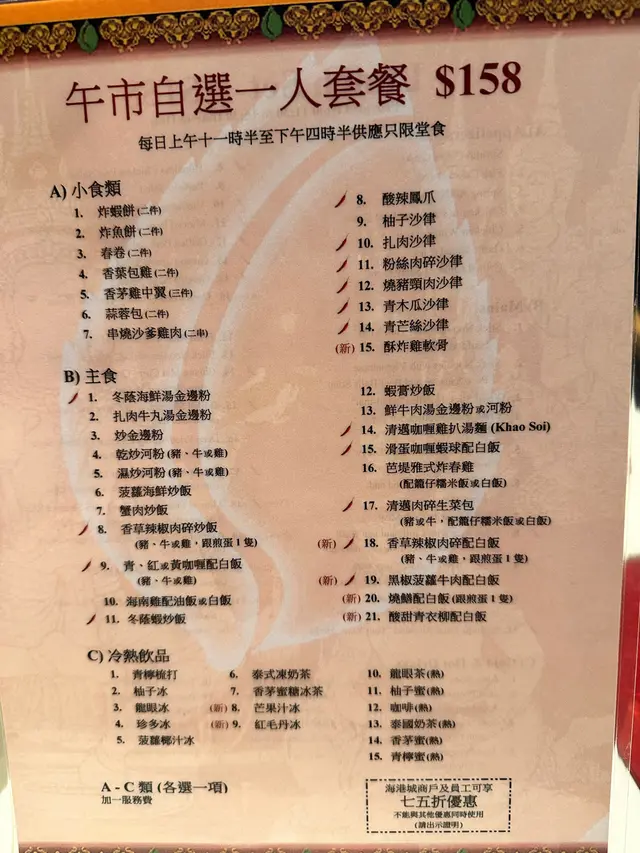 午市自選一人套餐 $158
每日上午十一時半至下午四時半供應只限堂食
A) 小食類
1. 炸蝦餅(二件)
2. 炸魚餅(二件)
3. 春卷(二件)
4. 香葉包雞(二件)
5. 香茅雞中翼(三件)
6. 蒜蓉包(二件)
7. 串燒沙爹雞肉(二串)
8. 酸辣鳳爪
9. 柚子沙律
10. 扎肉沙律
11. 粉絲肉碎沙律
12. 燒豬頸肉沙律
13. 青木瓜沙律
14. 青芒絲沙律
(新) 15. 酥炸雞軟骨
B) 主食
1. 冬蔭海鮮湯金邊粉
2. 扎肉牛丸湯金邊粉
3. 炒金邊粉
4. 乾炒河粉(豬、牛或雞)
5. 濕炒河粉(豬、牛或雞)
6. 菠蘿海鮮炒飯
7. 蟹肉炒飯
8. 香草辣椒肉碎炒飯
(豬、牛或雞，跟煎蛋1隻)
9. 青、紅或黃咖喱配白飯
(豬、牛或雞)
10. 海南雞配油飯或白飯
11. 冬蔭蝦炒飯
12. 蝦膏炒飯
13. 鮮牛肉湯金邊粉或河粉
14. 清邁咖喱雞扒湯麵 (Khao Soi)
15. 滑蛋咖喱蝦球配白飯
16. 芭堤雅式炸春雞
(配籠仔糯米飯或白飯)
17. 清邁肉碎生菜包
(豬或牛，配籠仔糯米飯或白飯)
(新) 18. 香草辣椒肉碎配白飯
(豬、牛或雞，跟煎蛋1隻)
(新) 19. 黑椒菠蘿牛肉配白飯
(新) 20. 燒鱔配白飯(跟煎蛋1隻)
(新) 21. 酸甜青衣柳配白飯
C) 冷熱飲品
1. 青檸梳打
2. 柚子冰
3. 龍眼冰
4. 珍多冰
5. 菠蘿椰汁冰
6. 泰式凍奶茶
7. 香茅蜜糖冰茶
(新) 8. 芒果汁冰
(新) 9. 紅毛丹冰
10. 龍眼茶(熱)
11. 柚子蜜(熱)
12. 咖啡(熱)
13. 泰國奶茶(熱)
14. 香茅蜜(熱)
15. 青檸蜜(熱)
A - C 類 (各選一項)
加一服務費
海港城商戶及員工可享
七五折優惠
不能與其他優惠同時使用
(請出示證明)